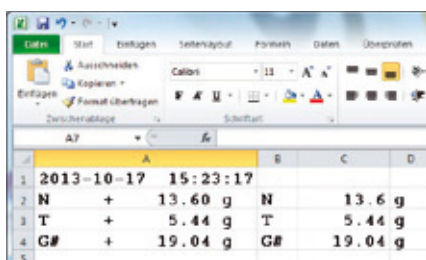 Datei Start Einfügen Seitenlayout Formeln Daten Überprüfen
Ausschneiden
Kopieren
Format übertragen
Einfügen
Calibri 11 A A
F K U
Zwischenablage Schriftart
A7 fx
A B C D
1 2013-10-17 15:23:17
2 N + 13.60 g N 13.6 g
3 T + 5.44 g T 5.44 g
4 G# + 19.04 g G# 19.04 g
5